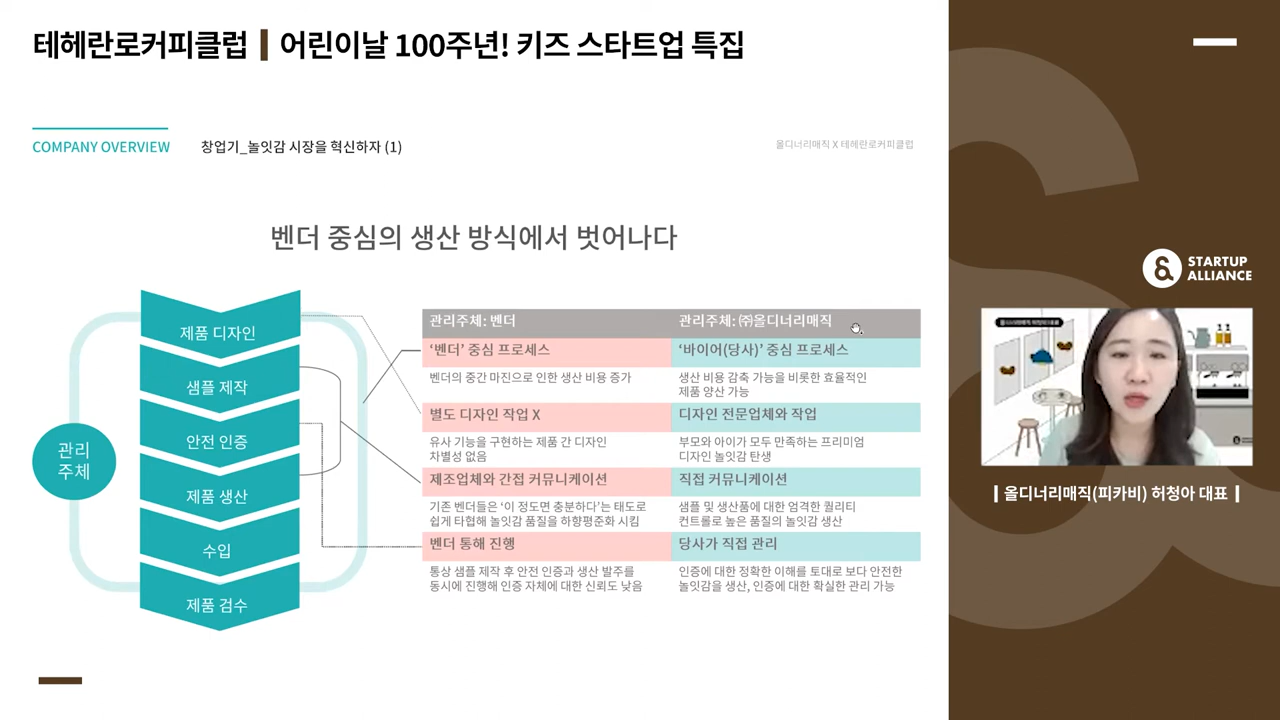 테헤란로커피클럽 | 어린이날 100주년! 키즈 스타트업 특집
COMPANY OVERVIEW
창업기_놀잇감 시장을 혁신하자 (1)
올디너리매직 X 테헤란로커피클럽
벤더 중심의 생산 방식에서 벗어나다
관리
주체
제품 디자인
샘플 제작
안전 인증
제품 생산
수입
제품 검수
관리주체: 벤더
관리주체: ㈜올디너리매직
‘벤더’ 중심 프로세스
‘바이어(당사)’ 중심 프로세스
벤더의 중간 마진으로 인한 생산 비용 증가
생산 비용 감축 가능을 비롯한 효율적인
제품 양산 가능
별도 디자인 작업 X
디자인 전문업체와 작업
유사 기능을 구현하는 제품 간 디자인
차별성 없음
부모와 아이가 모두 만족하는 프리미엄
디자인 놀잇감 탄생
제조업체와 간접 커뮤니케이션
직접 커뮤니케이션
기존 벤더들은 ‘이 정도면 충분하다’는 태도로
쉽게 타협해 놀잇감 품질을 하향평준화 시킴
샘플 및 생산품에 대한 엄격한 퀄리티
컨트롤로 높은 품질의 놀잇감 생산
벤더 통해 진행
당사가 직접 관리
통상 샘플 제작 후 안전 인증과 생산 발주를
동시에 진행해 인증 자체에 대한 신뢰도 낮음
인증에 대한 정확한 이해를 토대로 보다 안전한
놀잇감을 생산, 인증에 대한 확실한 관리 가능
STARTUP
ALLIANCE
| 올디너리매직(피카비) 허청아 대표 |